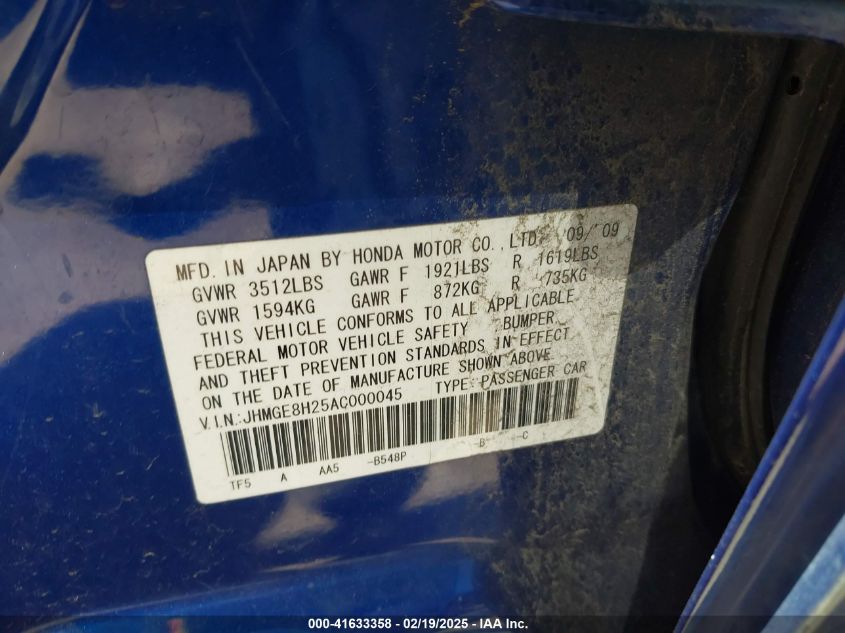 MFD. IN JAPAN BY HONDA MOTOR CO.,LTD. 09/'09
GVWR 3512LBS GAWR F 1921LBS R 1619LBS
GVWR 1594KG GAWR F 872KG R 735KG
THIS VEHICLE CONFORMS TO ALL APPLICABLE
FEDERAL MOTOR VEHICLE SAFETY BUMPER
AND THEFT PREVENTION STANDARDS IN EFFECT
ON THE DATE OF MANUFACTURE SHOWN ABOVE
V.I.N.:JHMGE8H25AC000045 TYPE: PASSENGER CAR
TF5 A AA5 -B548P -B -C
000-41633358 - 02/19/2025 - IAA Inc.